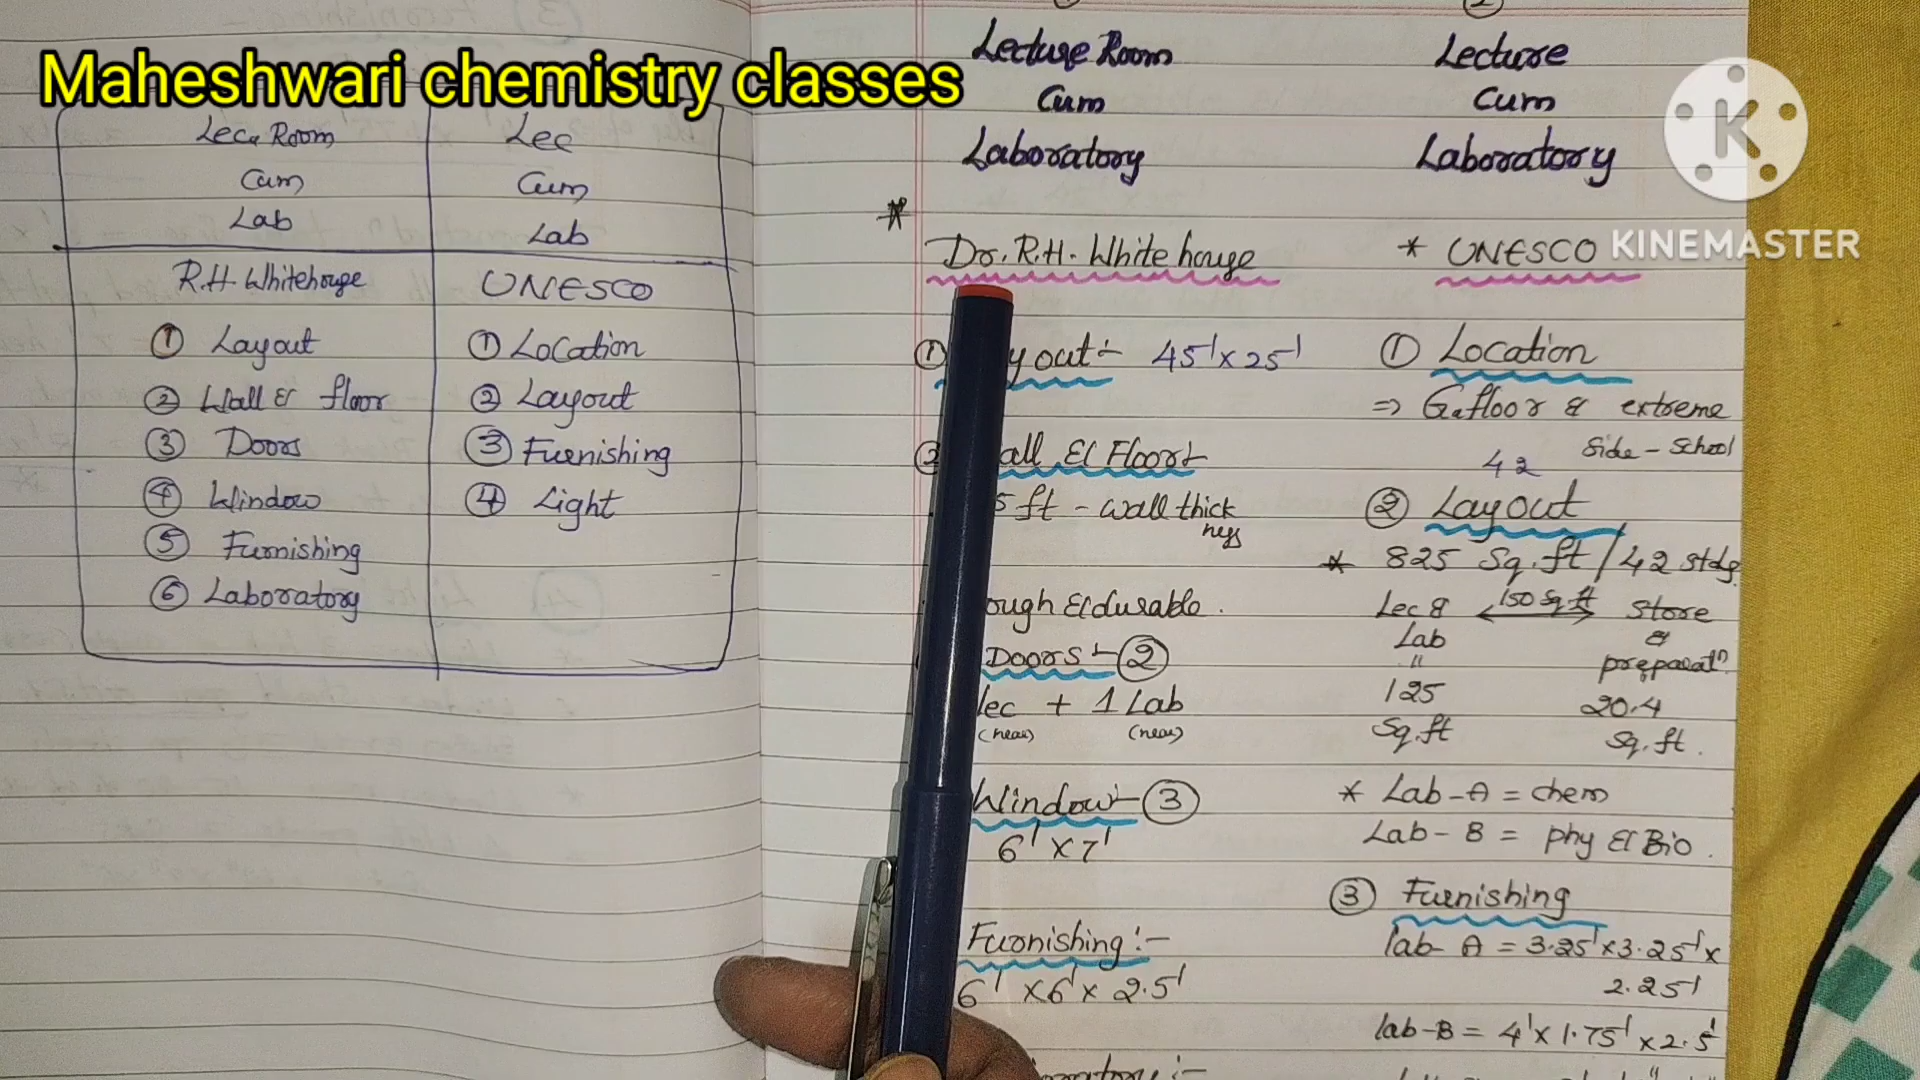 Maheshwari chemistry classes
Lec. Room
Cum
Lab
Lec
Cum
Lab
R.H. Whitehouse
UNESCO
① Layout
② Wall & floor
③ Doors
④ Window
⑤ Furnishing
⑥ Laboratory
① Location
② Layout
③ Furnishing
④ Light
Lecture Room
Cum
Laboratory
Lecture
Cum
Laboratory
K
KINEMASTER
* Dr. R.H. Whitehouse
① yout :- 45' x 25'
② all & Floor :-
5 ft - wall thick
ness
ough & durable.
Doors :- ②
lec + 1 Lab
(near) (near)
Window :- ③
6' x 7'
Furnishing :-
6' x 6' x 2.5'
* UNESCO
① Location
⇒ G. floor & extreme
Side - School
42
② Layout
* 825 Sq. ft / 42 stds.
Lec & 150 sq ft Store
Lab &
" preparatⁿ
125 20.4
Sq. ft Sq. ft.
* Lab - A = chem
Lab - B = phy & Bio.
③ Furnishing
lab - A = 3.25' x 3.25' x
2.25'
lab - B = 4' x 1.75' x 2.5'